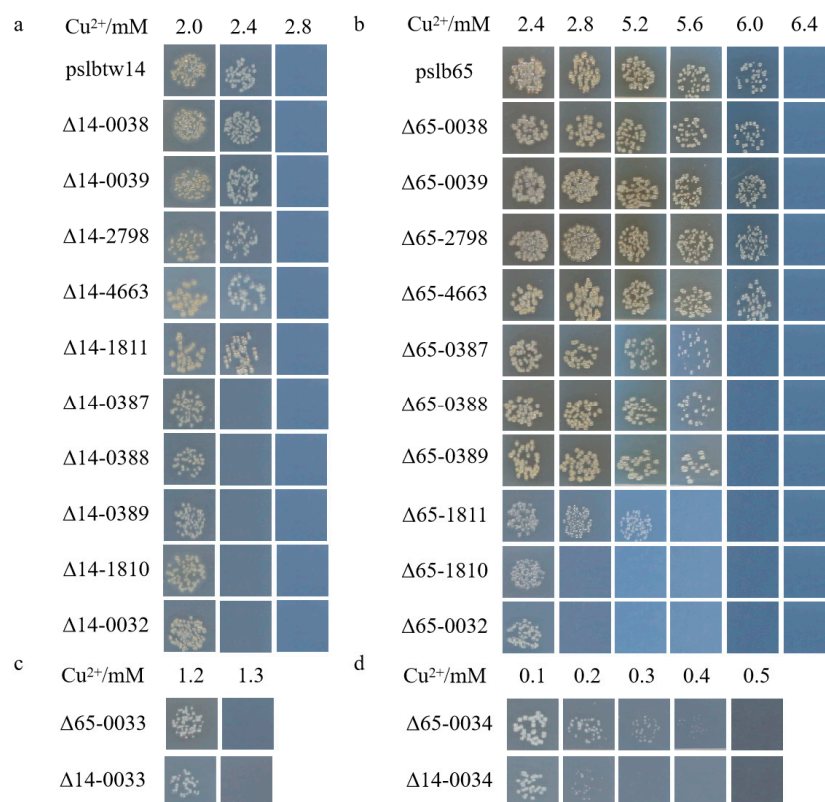 a Cu²⁺/mM 2.0 2.4 2.8
pslbtw14
Δ14-0038
Δ14-0039
Δ14-2798
Δ14-4663
Δ14-1811
Δ14-0387
Δ14-0388
Δ14-0389
Δ14-1810
Δ14-0032
b Cu²⁺/mM 2.4 2.8 5.2 5.6 6.0 6.4
pslb65
Δ65-0038
Δ65-0039
Δ65-2798
Δ65-4663
Δ65-0387
Δ65-0388
Δ65-0389
Δ65-1811
Δ65-1810
Δ65-0032
c Cu²⁺/mM 1.2 1.3
Δ65-0033
Δ14-0033
d Cu²⁺/mM 0.1 0.2 0.3 0.4 0.5
Δ65-0034
Δ14-0034